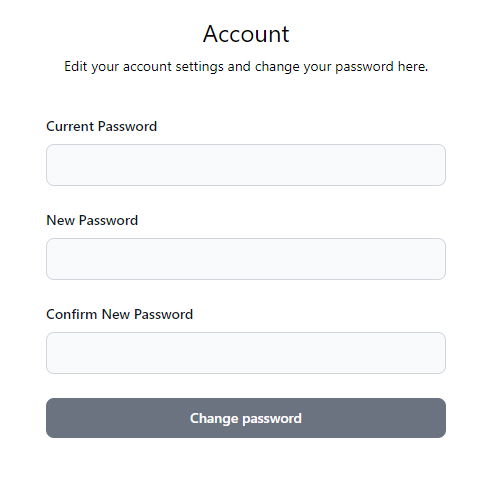 Account
Edit your account settings and change your password here.
Current Password
New Password
Confirm New Password
Change password